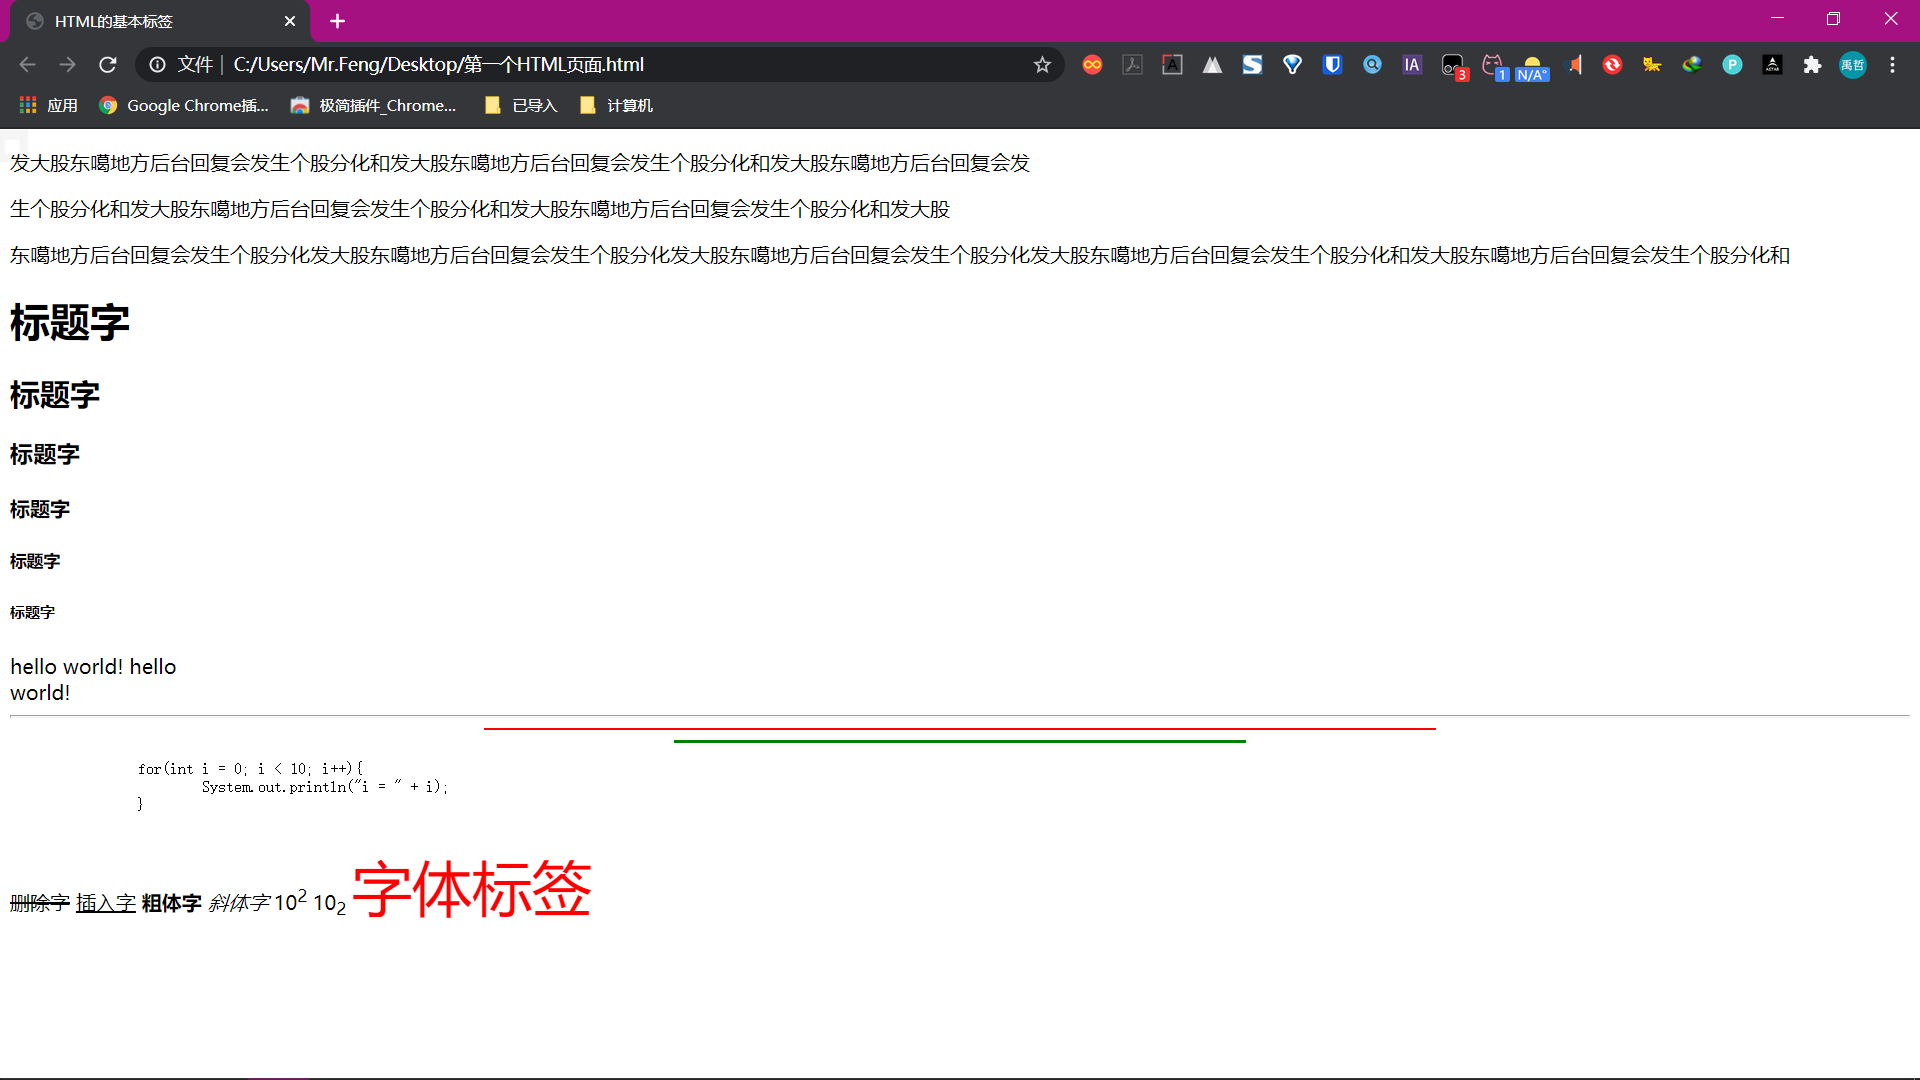 HTML的基本标签
文件 | C:/Users/Mr.Feng/Desktop/第一个HTML页面.html
IA
3
1
N/A°
P
ASTAR
禹哲
应用
Google Chrome插...
极简插件_Chrome...
已导入
计算机
发大股东噶地方后台回复会发生个股分化和发大股东噶地方后台回复会发生个股分化和发大股东噶地方后台回复会发
生个股分化和发大股东噶地方后台回复会发生个股分化和发大股东噶地方后台回复会发生个股分化和发大股
东噶地方后台回复会发生个股分化发大股东噶地方后台回复会发生个股分化发大股东噶地方后台回复会发生个股分化发大股东噶地方后台回复会发生个股分化和发大股东噶地方后台回复会发生个股分化和
标题字
标题字
标题字
标题字
标题字
标题字
hello world! hello
world!
for(int i = 0; i < 10; i++){
System.out.println("i = " + i);
}
删除字 插入字 粗体字 斜体字 10² 10₂ 字体标签